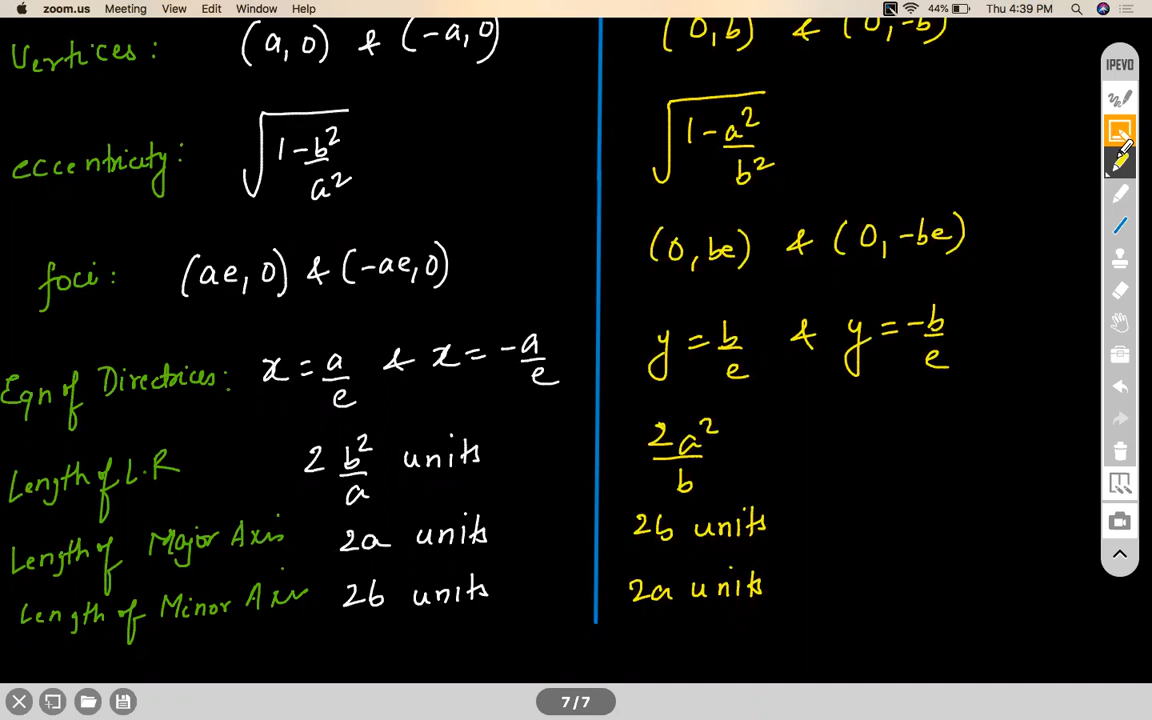 zoom.us Meeting View Edit Window Help 44% Thu 4:39 PM
Vertices: (a, 0) & (-a, 0) (0, b) & (0, -b)
IPEVO
eccentricity: √(1 - b²/a²) √(1 - a²/b²)
foci: (ae, 0) & (-ae, 0) (0, be) & (0, -be)
Eqn of Directrices: x = a/e & x = -a/e y = b/e & y = -b/e
Length of L.R 2 b²/a units 2a²/b
Length of Major Axis 2a units 2b units
Length of Minor Axis 2b units 2a units
7/7